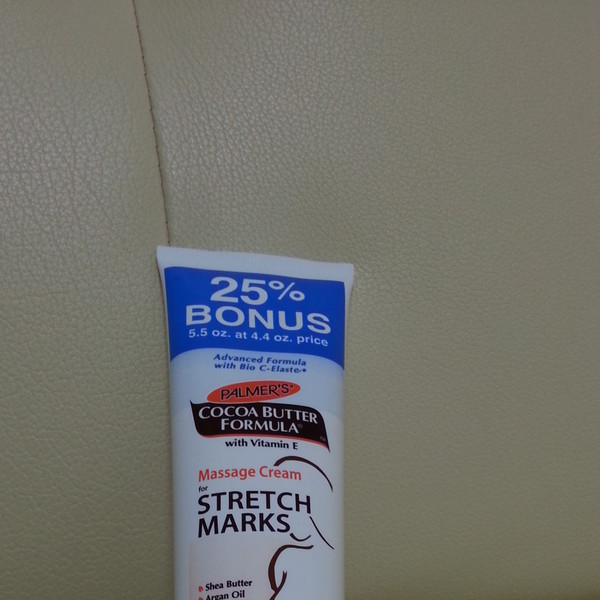 25%
BONUS
5.5 oz. at 4.4 oz. price
Advanced Formula
with Bio C-Elaste
PALMER'S®
COCOA BUTTER
FORMULA®
with Vitamin E
Massage Cream
for
STRETCH
MARKS
Shea Butter
Argan Oil